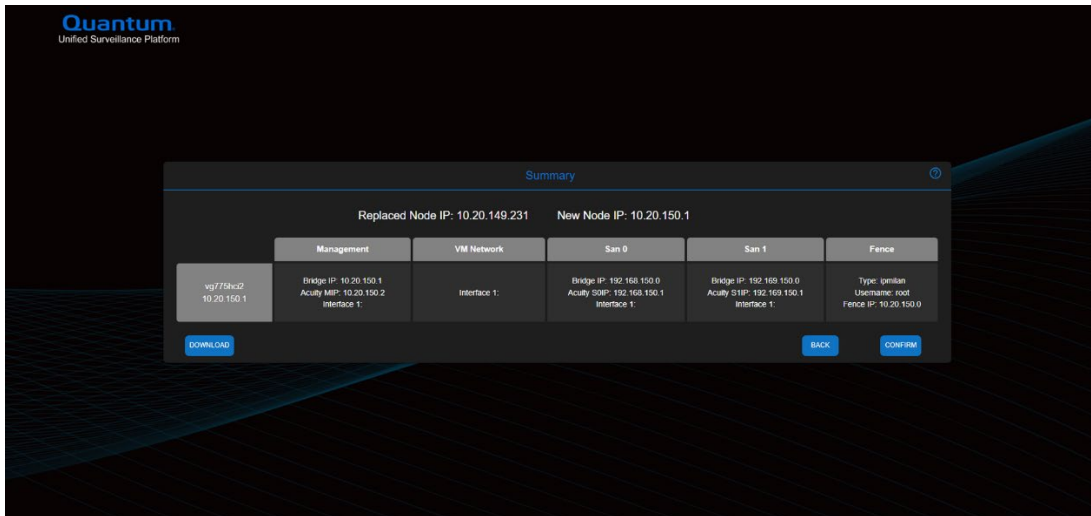 Quantum.
Unified Surveillance Platform
Summary
Replaced Node IP: 10.20.149.231 New Node IP: 10.20.150.1
Management VM Network San 0 San 1 Fence
vg775hci2
10.20.150.1
Bridge IP: 10.20.150.1
Acuity MIP: 10.20.150.2
Interface 1:
Interface 1:
Bridge IP: 192.168.150.0
Acuity S0IP: 192.168.150.1
Interface 1:
Bridge IP: 192.169.150.0
Acuity S1IP: 192.169.150.1
Interface 1:
Type: ipmilan
Username: root
Fence IP: 10.20.150.0
DOWNLOAD BACK CONFIRM